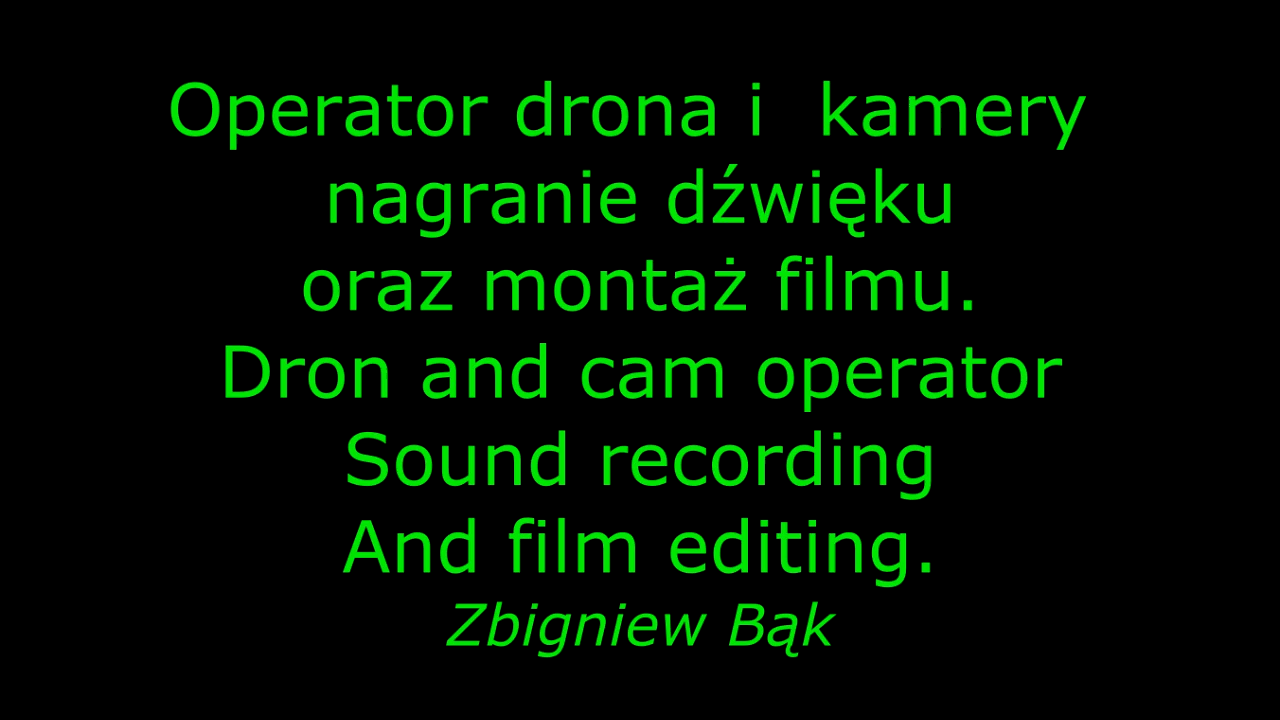 Operator drona i  kamery
nagranie dźwięku
oraz montaż filmu.
Dron and cam operator
Sound recording
And film editing.
Zbigniew Bąk